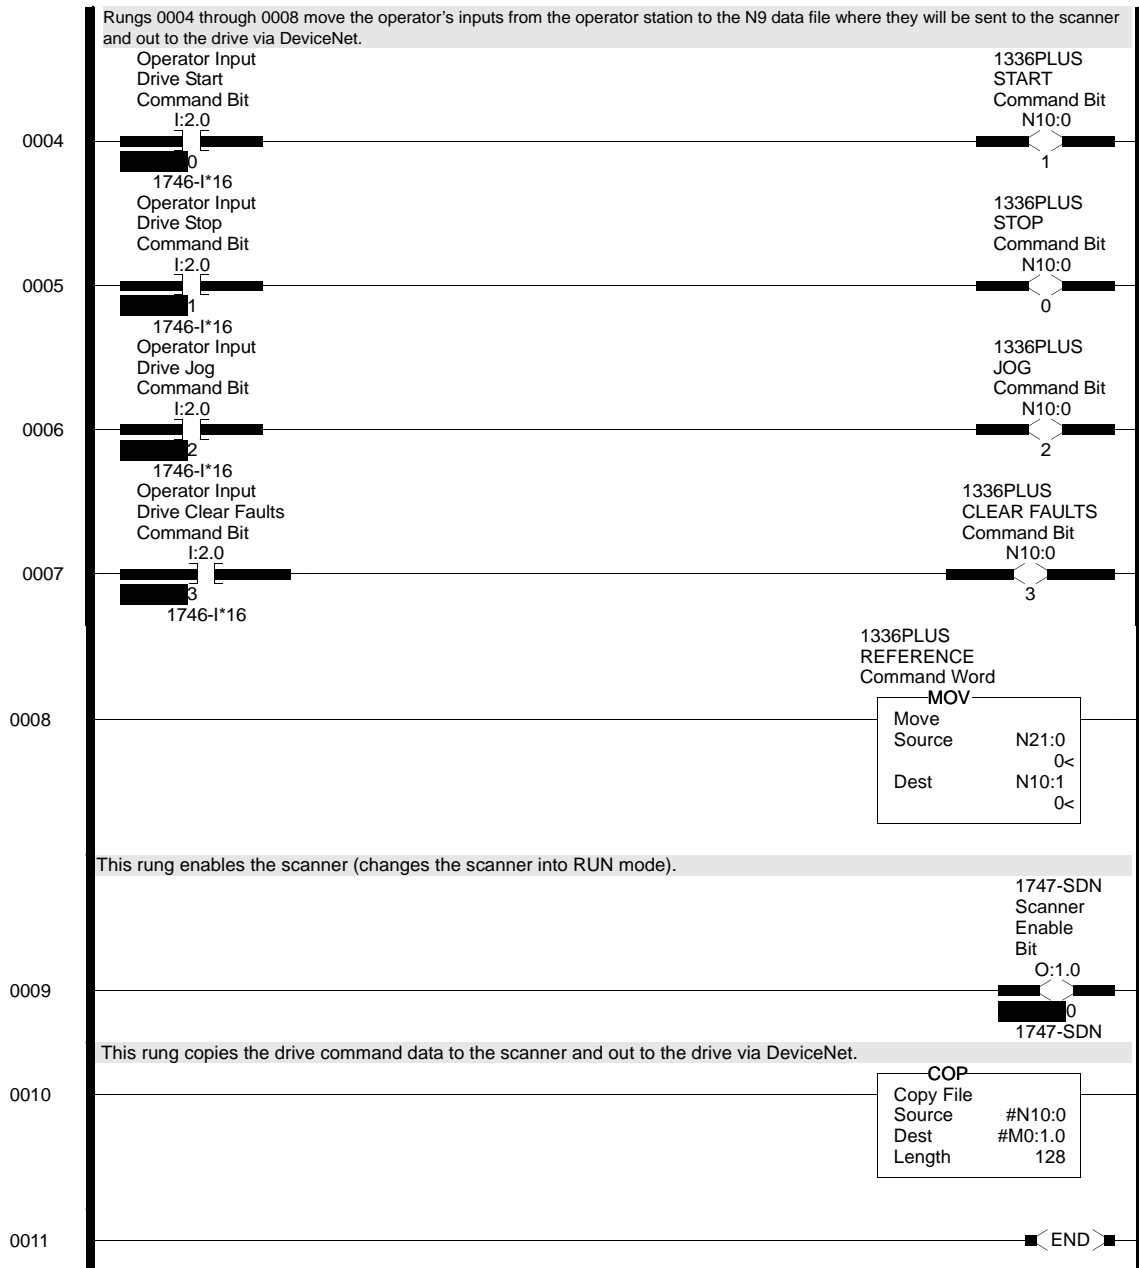 Rungs 0004 through 0008 move the operator's inputs from the operator station to the N9 data file where they will be sent to the scanner
and out to the drive via DeviceNet.
Operator Input
Drive Start
Command Bit
I:2.0
1336PLUS
START
Command Bit
N10:0
0004
0
1746-I*16
1
Operator Input
Drive Stop
Command Bit
I:2.0
1336PLUS
STOP
Command Bit
N10:0
0005
1
1746-I*16
0
Operator Input
Drive Jog
Command Bit
I:2.0
1336PLUS
JOG
Command Bit
N10:0
0006
2
1746-I*16
2
Operator Input
Drive Clear Faults
Command Bit
I:2.0
1336PLUS
CLEAR FAULTS
Command Bit
N10:0
0007
3
1746-I*16
3
1336PLUS
REFERENCE
Command Word
MOV
0008
Move
Source N21:0
0<
Dest N10:1
0<
This rung enables the scanner (changes the scanner into RUN mode).
1747-SDN
Scanner
Enable
Bit
O:1.0
0009
0
1747-SDN
This rung copies the drive command data to the scanner and out to the drive via DeviceNet.
COP
0010
Copy File
Source #N10:0
Dest #M0:1.0
Length 128
0011
END